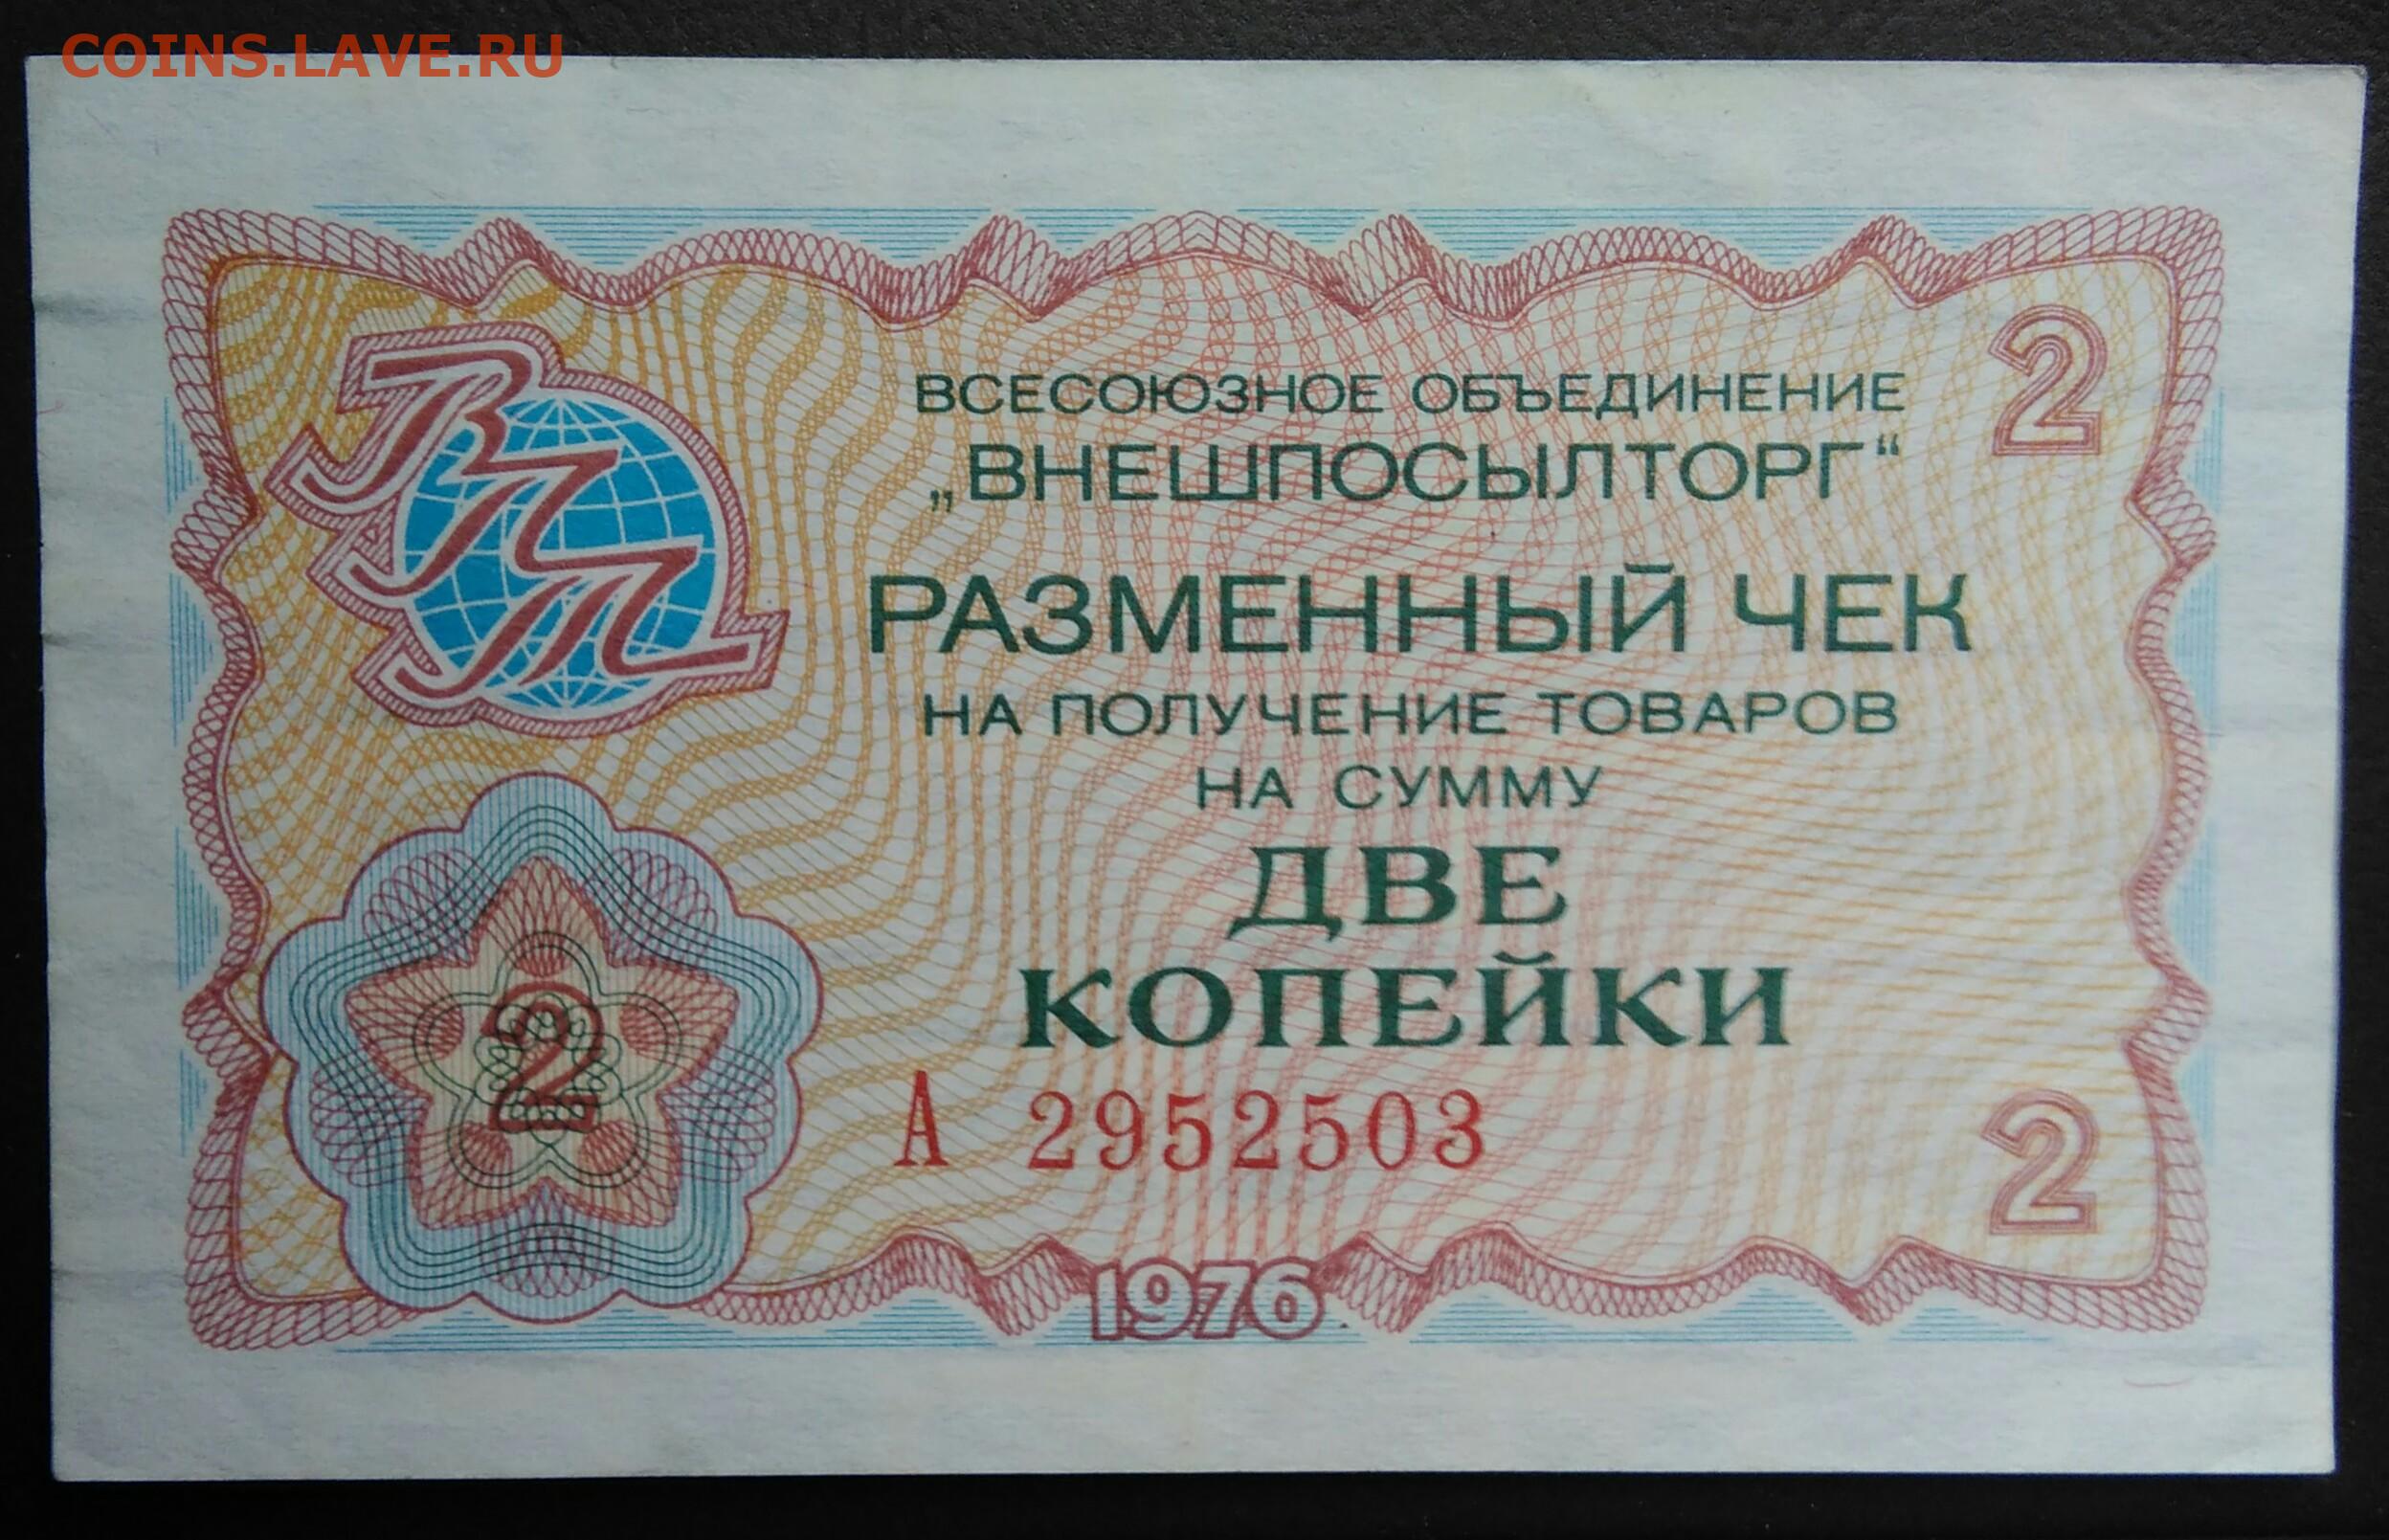 COINS.LAVE.RU
ВПТ
2
ВСЕСОЮЗНОЕ ОБЪЕДИНЕНИЕ
„ВНЕШПОСЫЛТОРГ“
РАЗМЕННЫЙ ЧЕК
НА ПОЛУЧЕНИЕ ТОВАРОВ
НА СУММУ
ДВЕ
КОПЕЙКИ
2
А 2952503
2
1976